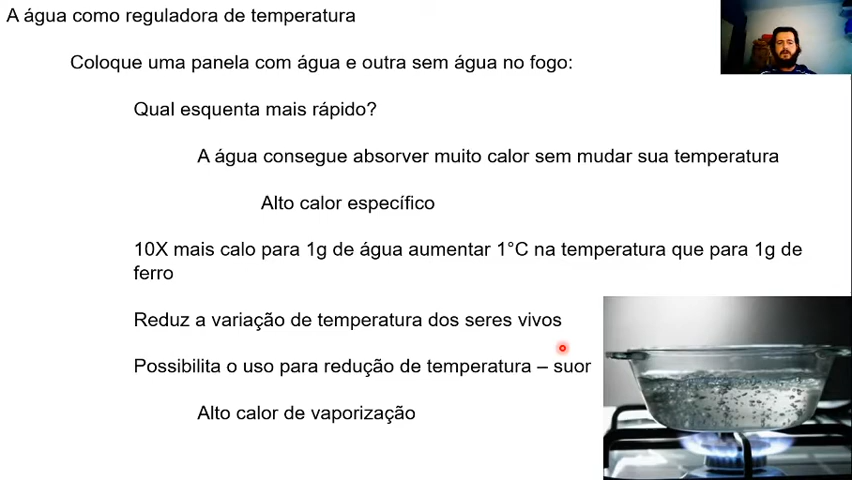 A água como reguladora de temperatura
Coloque uma panela com água e outra sem água no fogo:
Qual esquenta mais rápido?
A água consegue absorver muito calor sem mudar sua temperatura
Alto calor específico
10X mais calo para 1g de água aumentar 1°C na temperatura que para 1g de
ferro
Reduz a variação de temperatura dos seres vivos
Possibilita o uso para redução de temperatura – suor
Alto calor de vaporização